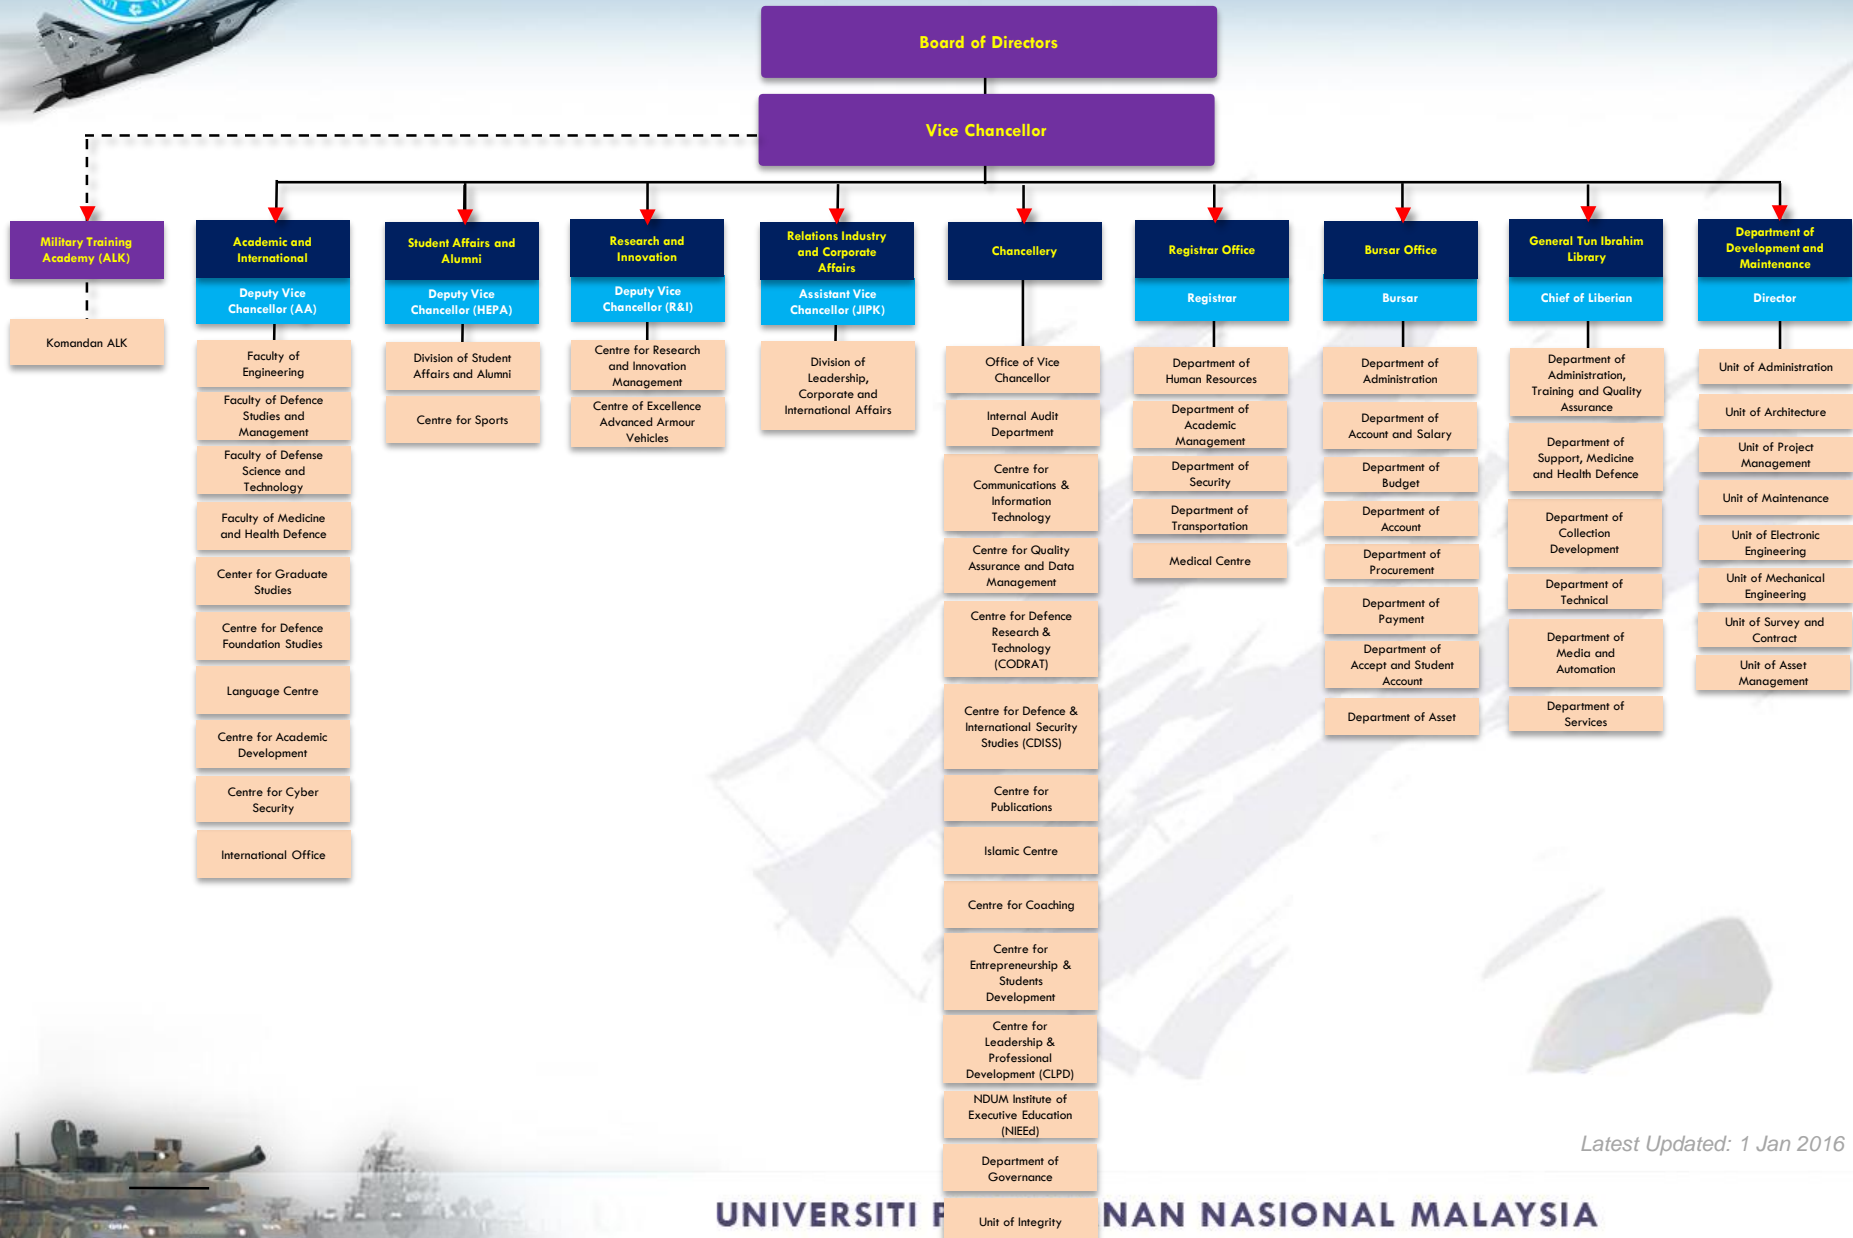 Board of Directors
Vice Chancellor
Military Training
Academy (ALK)
Komandan ALK
Academic and
International
Deputy Vice
Chancellor (AA)
Faculty of
Engineering
Faculty of Defence
Studies and
Management
Faculty of Defense
Science and
Technology
Faculty of Medicine
and Health Defence
Center for Graduate
Studies
Centre for Defence
Foundation Studies
Language Centre
Centre for Academic
Development
Centre for Cyber
Security
International Office
Student Affairs and
Alumni
Deputy Vice
Chancellor (HEPA)
Division of Student
Affairs and Alumni
Centre for Sports
Research and
Innovation
Deputy Vice
Chancellor (R&I)
Centre for Research
and Innovation
Management
Centre of Excellence
Advanced Armour
Vehicles
Relations Industry
and Corporate
Affairs
Assistant Vice
Chancellor (JIPK)
Division of
Leadership,
Corporate and
International Affairs
Chancellery
Office of Vice
Chancellor
Internal Audit
Department
Centre for
Communications &
Information
Technology
Centre for Quality
Assurance and Data
Management
Centre for Defence
Research &
Technology
(CODRAT)
Centre for Defence &
International Security
Studies (CDISS)
Centre for
Publications
Islamic Centre
Centre for Coaching
Centre for
Entrepreneurship &
Students
Development
Centre for
Leadership &
Professional
Development (CLPD)
NDUM Institute of
Executive Education
(NIEEd)
Department of
Governance
Unit of Integrity
Registrar Office
Registrar
Department of
Human Resources
Department of
Academic
Management
Department of
Security
Department of
Transportation
Medical Centre
Bursar Office
Bursar
Department of
Administration
Department of
Account and Salary
Department of
Budget
Department of
Account
Department of
Procurement
Department of
Payment
Department of
Accept and Student
Account
Department of Asset
General Tun Ibrahim
Library
Chief of Liberian
Department of
Administration,
Training and Quality
Assurance
Department of
Support, Medicine
and Health Defence
Department of
Collection
Development
Department of
Technical
Department of
Media and
Automation
Department of
Services
Department of
Development and
Maintenance
Director
Unit of Administration
Unit of Architecture
Unit of Project
Management
Unit of Maintenance
Unit of Electronic
Engineering
Unit of Mechanical
Engineering
Unit of Survey and
Contract
Unit of Asset
Management
Latest Updated: 1 Jan 2016
UNIVERSITI NASIONAL MALAYSIA